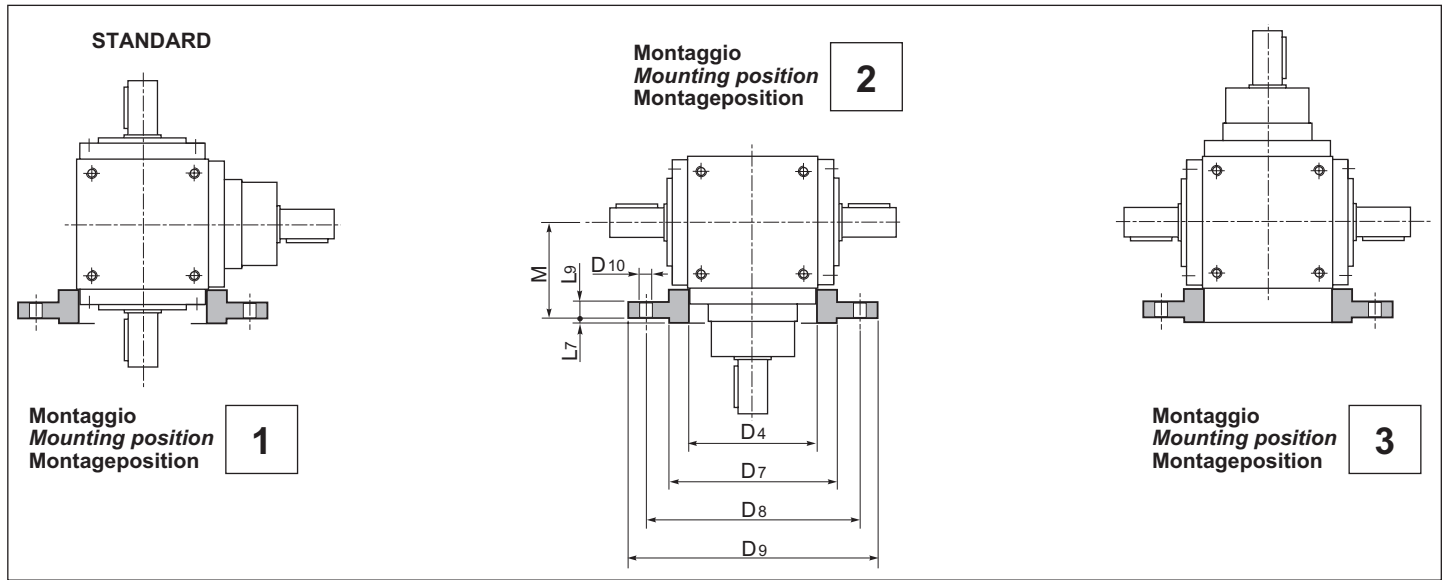 STANDARD
Montaggio
Mounting position
Montageposition
1
Montaggio
Mounting position
Montageposition
2
M
L9
D10
L7
D4
D7
D8
D9
Montaggio
Mounting position
Montageposition
3